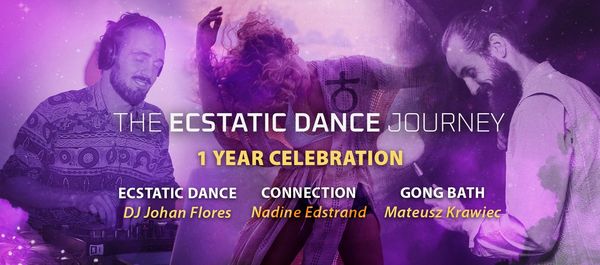 THE ECSTATIC DANCE JOURNEY
1 YEAR CELEBRATION
ECSTATIC DANCE CONNECTION GONG BATH
DJ Johan Flores Nadine Edstrand Mateusz Krawiec